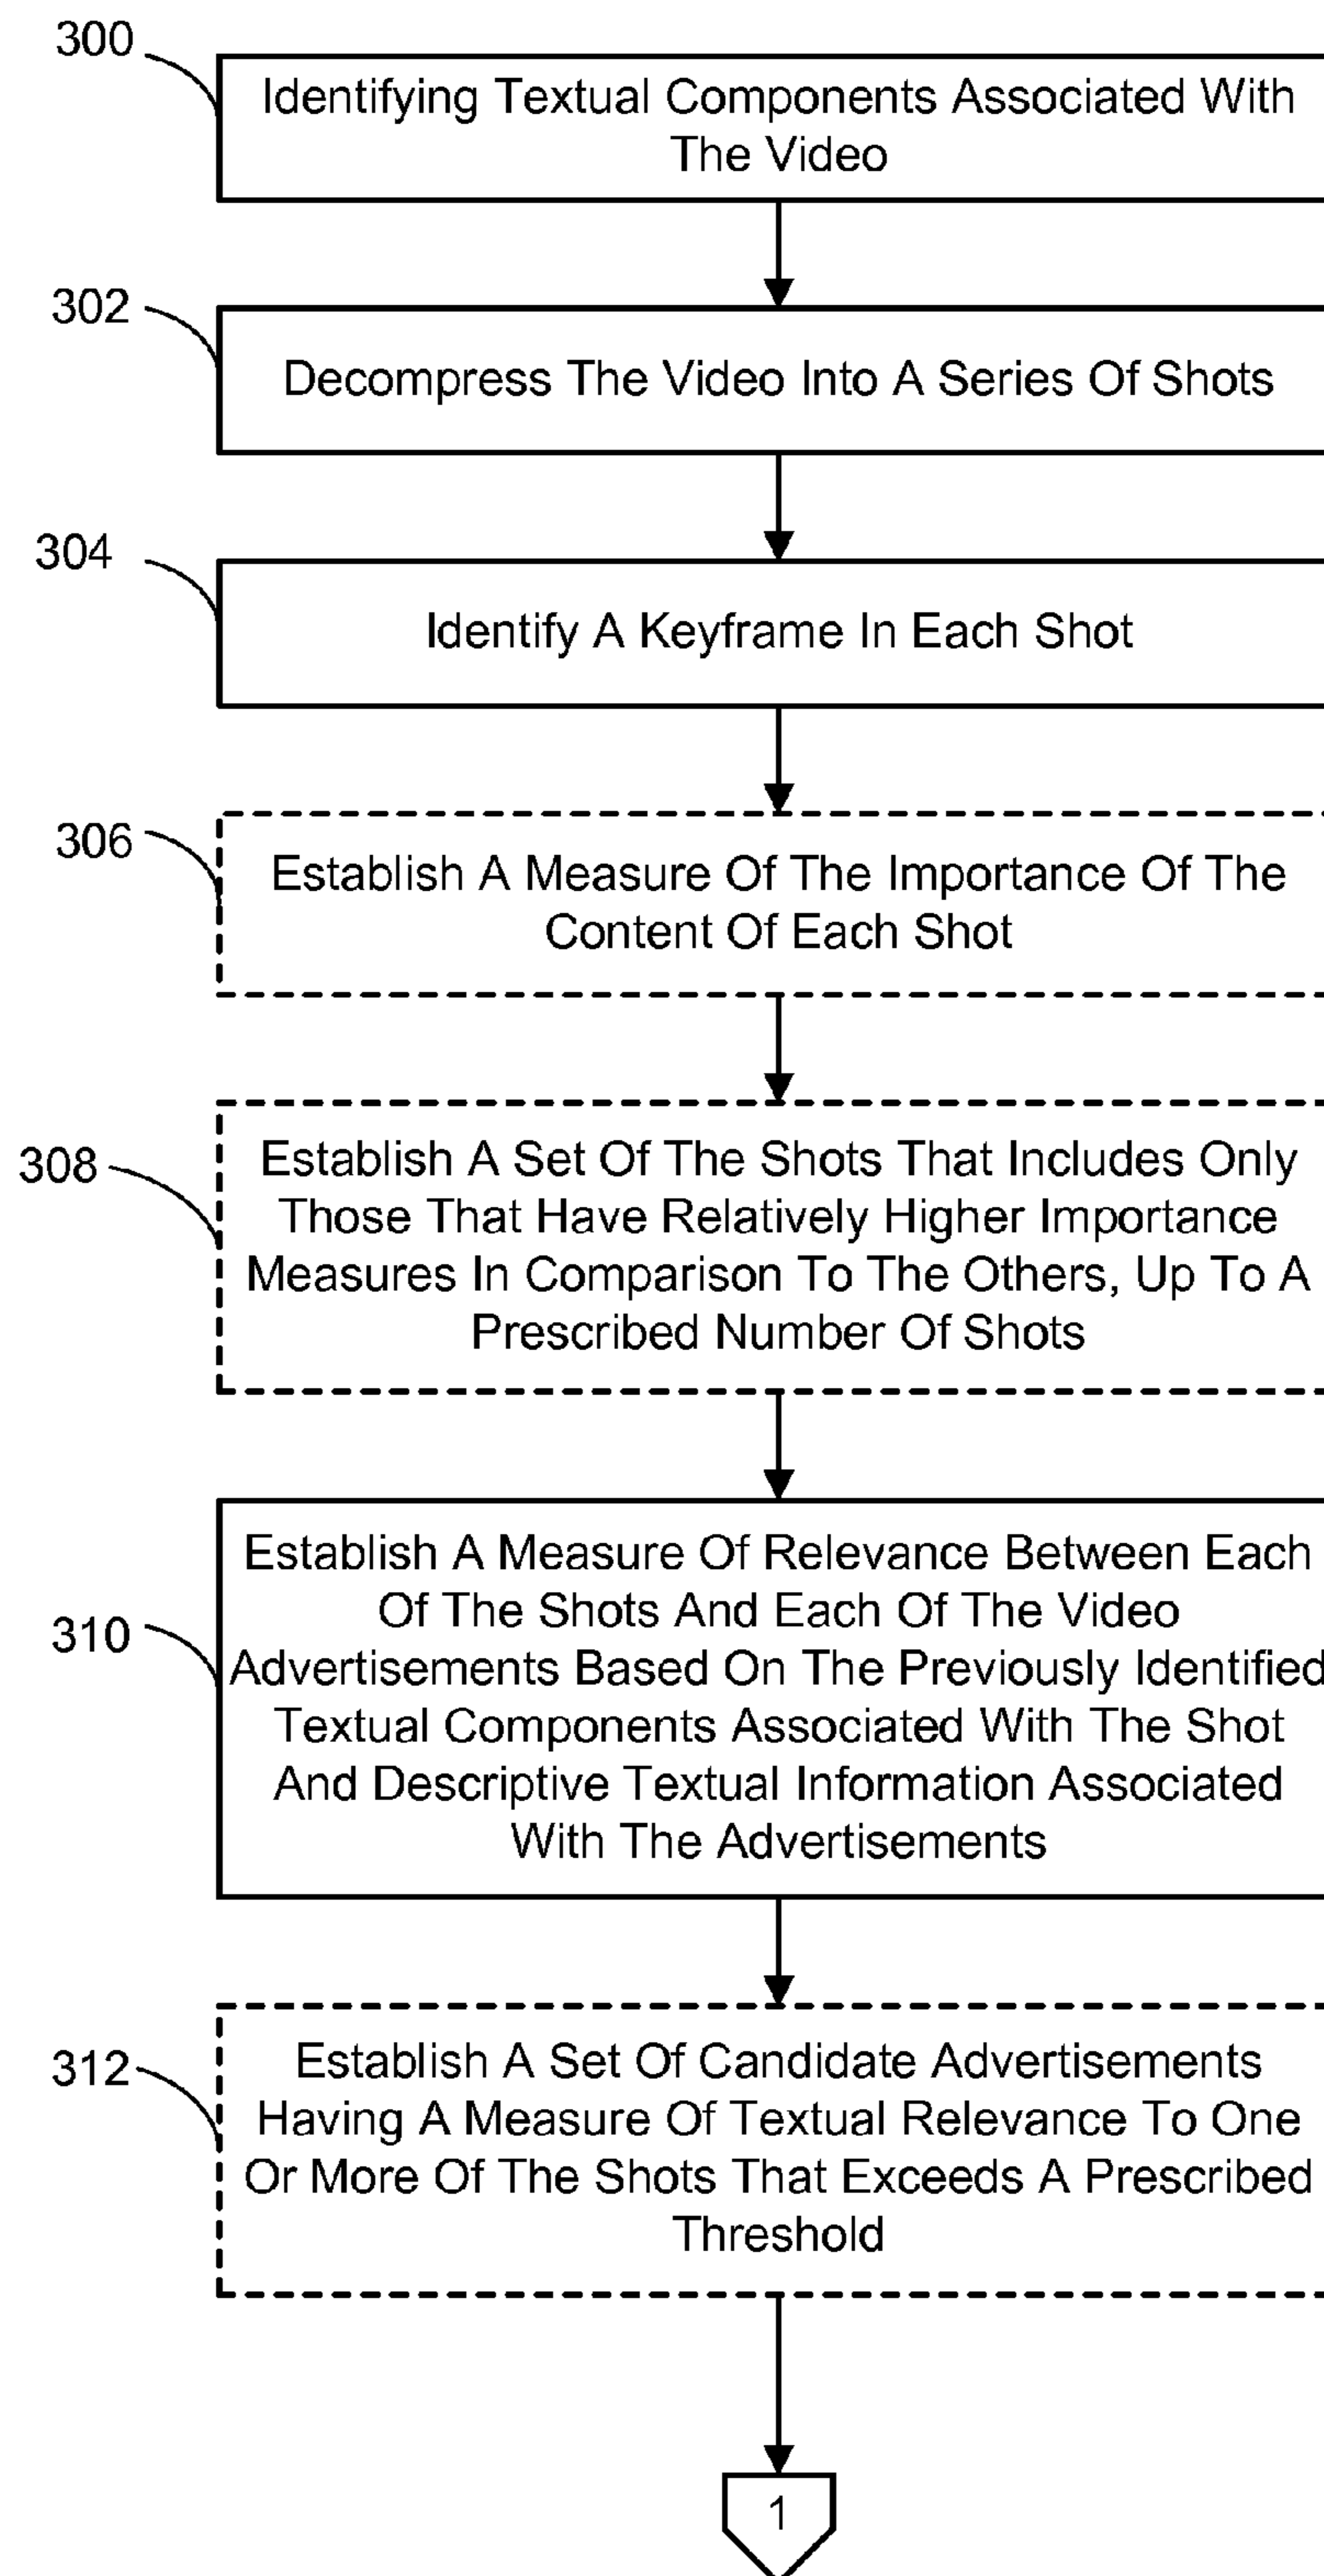 300
Identifying Textual Components Associated With
The Video
302
Decompress The Video Into A Series Of Shots
304
Identify A Keyframe In Each Shot
306
Establish A Measure Of The Importance Of The
Content Of Each Shot
308
Establish A Set Of The Shots That Includes Only
Those That Have Relatively Higher Importance
Measures In Comparison To The Others, Up To A
Prescribed Number Of Shots
310
Establish A Measure Of Relevance Between Each
Of The Shots And Each Of The Video
Advertisements Based On The Previously Identified
Textual Components Associated With The Shot
And Descriptive Textual Information Associated
With The Advertisements
312
Establish A Set Of Candidate Advertisements
Having A Measure Of Textual Relevance To One
Or More Of The Shots That Exceeds A Prescribed
Threshold
1